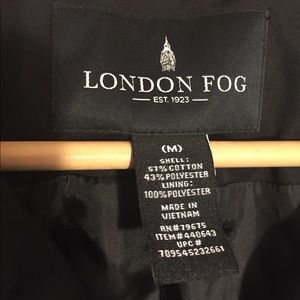 LONDON FOG
EST. 1923
(M)
SHELL:
57%COTTON
43%POLYESTER
LINING:
100%POLYESTER
MADE IN
VIETNAM
RN#79675
ITEM#440643
UPC #
709545232661